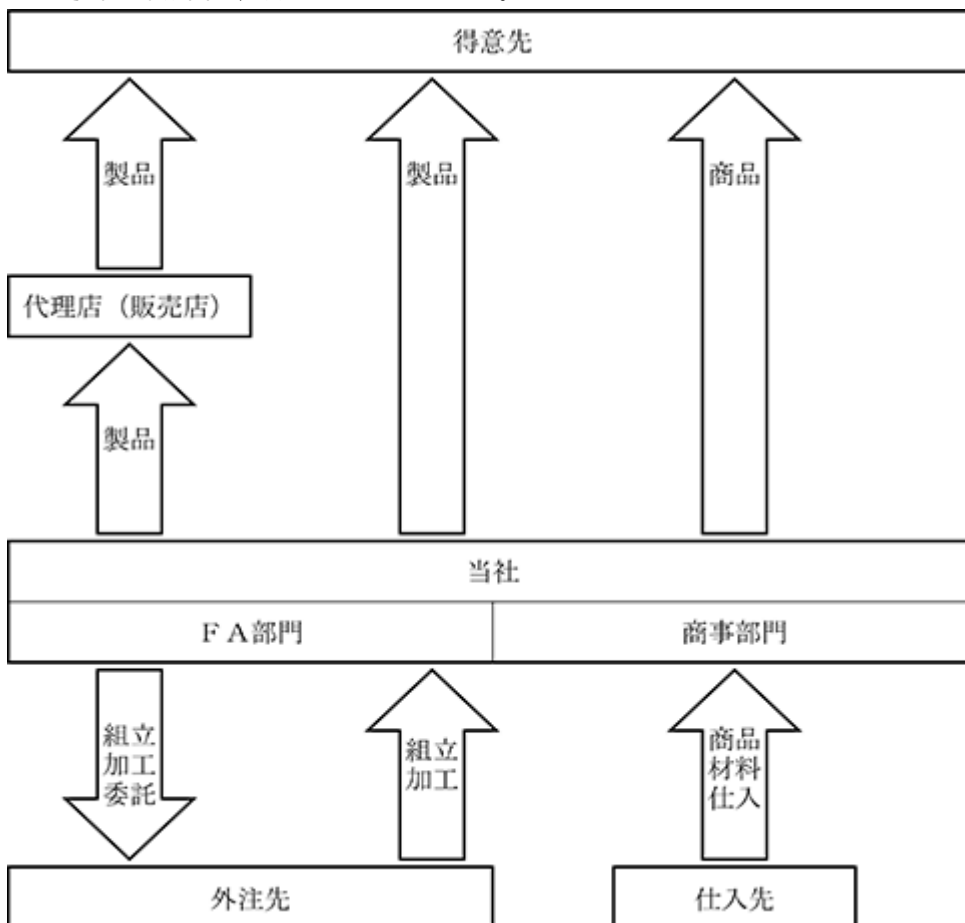 得意先
製品
製品
商品
代理店（販売店）
製品
当社
ＦＡ部門
商事部門
組立
加工
委託
組立
加工
商品
材料
仕入
外注先
仕入先